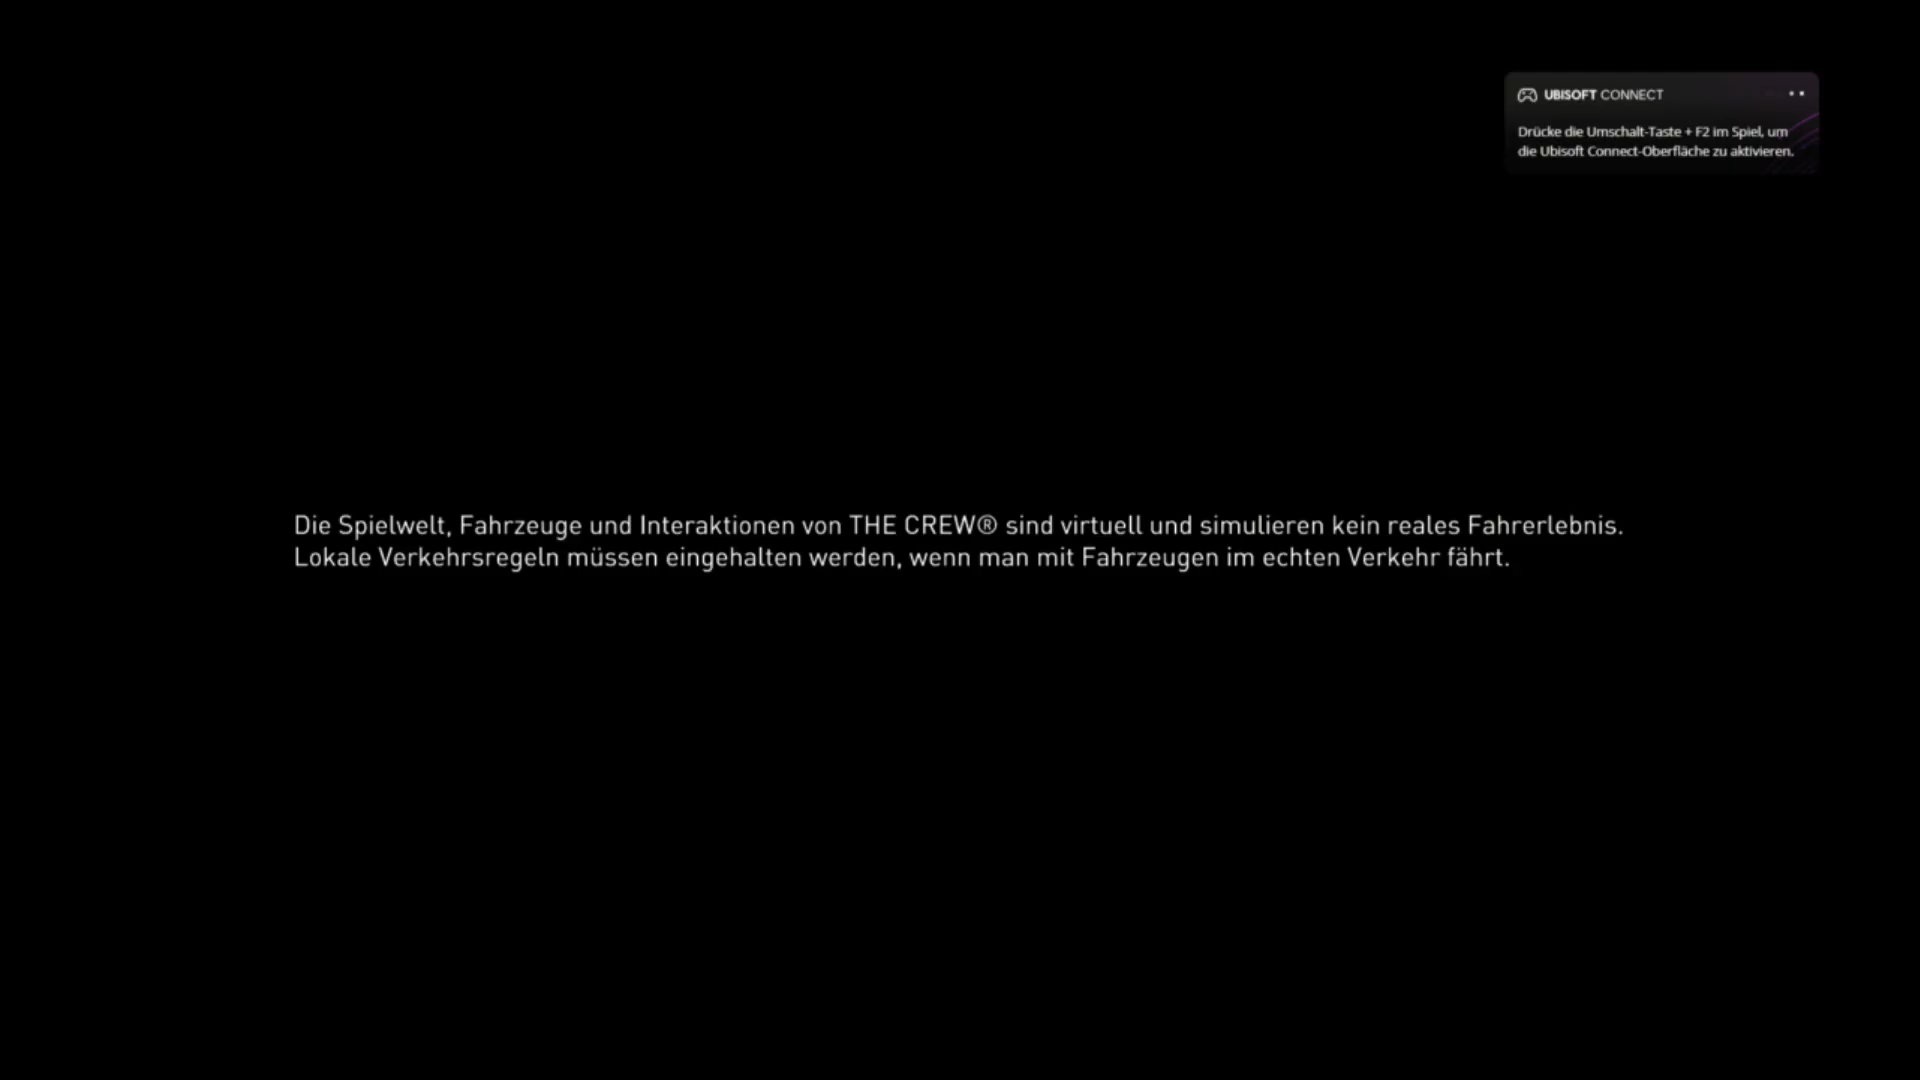 UBISOFT CONNECT
Drücke die Umschalt-Taste + F2 im Spiel, um
die Ubisoft Connect-Oberfläche zu aktivieren.
Die Spielwelt, Fahrzeuge und Interaktionen von THE CREW® sind virtuell und simulieren kein reales Fahrerlebnis.
Lokale Verkehrsregeln müssen eingehalten werden, wenn man mit Fahrzeugen im echten Verkehr fährt.